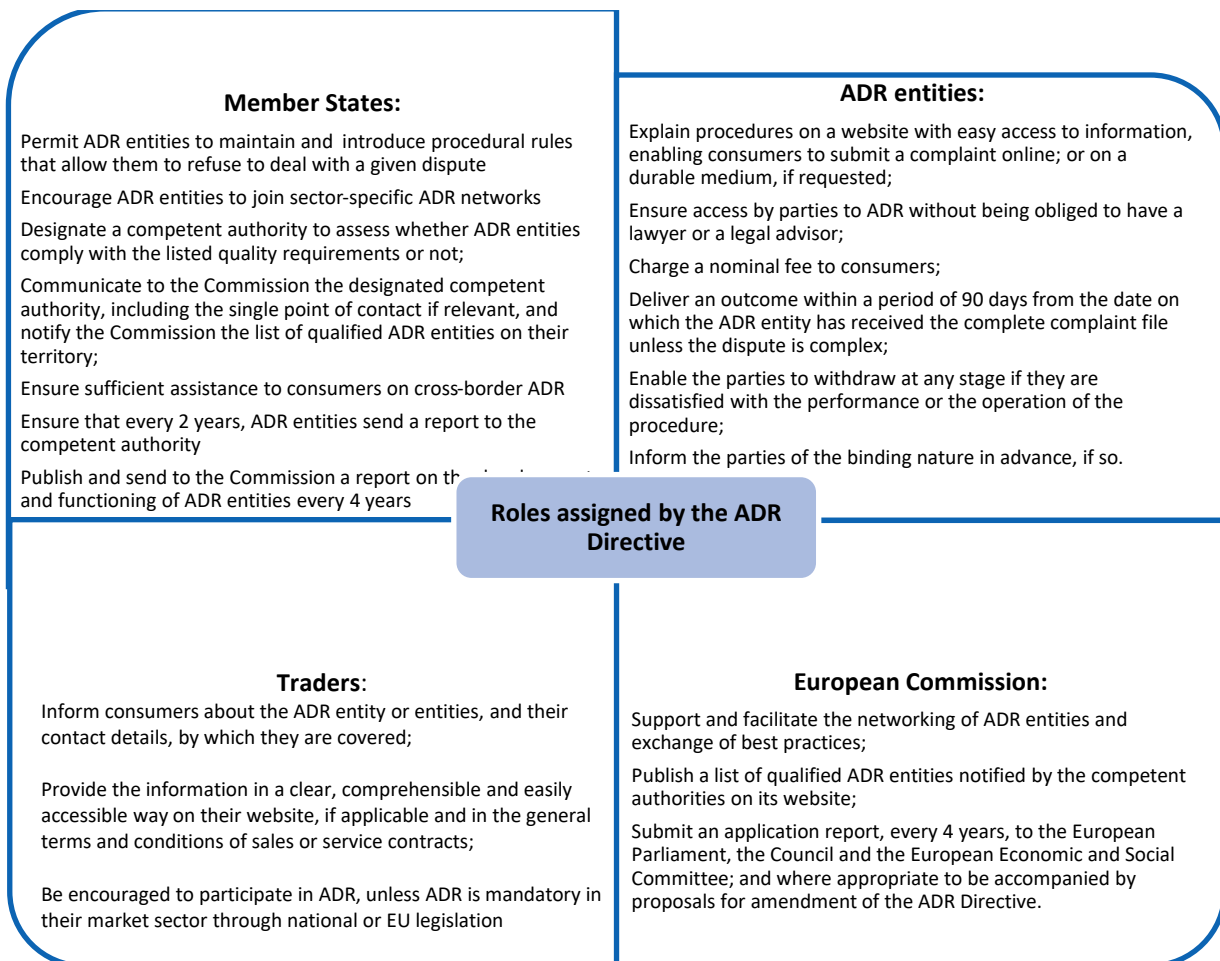 Member States:
Permit ADR entities to maintain and introduce procedural rules
that allow them to refuse to deal with a given dispute
Encourage ADR entities to join sector-specific ADR networks
Designate a competent authority to assess whether ADR entities
comply with the listed quality requirements or not;
Communicate to the Commission the designated competent
authority, including the single point of contact if relevant, and
notify the Commission the list of qualified ADR entities on their
territory;
Ensure sufficient assistance to consumers on cross-border ADR
Ensure that every 2 years, ADR entities send a report to the
competent authority
Publish and send to the Commission a report on
and functioning of ADR entities every 4 years
ADR entities:
Explain procedures on a website with easy access to information,
enabling consumers to submit a complaint online; or on a
durable medium, if requested;
Ensure access by parties to ADR without being obliged to have a
lawyer or a legal advisor;
Charge a nominal fee to consumers;
Deliver an outcome within a period of 90 days from the date on
which the ADR entity has received the complete complaint file
unless the dispute is complex;
Enable the parties to withdraw at any stage if they are
dissatisfied with the performance or the operation of the
procedure;
Inform the parties of the binding nature in advance, if so.
Roles assigned by the ADR
Directive
Traders:
Inform consumers about the ADR entity or entities, and their
contact details, by which they are covered;
Provide the information in a clear, comprehensible and easily
accessible way on their website, if applicable and in the general
terms and conditions of sales or service contracts;
Be encouraged to participate in ADR, unless ADR is mandatory in
their market sector through national or EU legislation
European Commission:
Support and facilitate the networking of ADR entities and
exchange of best practices;
Publish a list of qualified ADR entities notified by the competent
authorities on its website;
Submit an application report, every 4 years, to the European
Parliament, the Council and the European Economic and Social
Committee; and where appropriate to be accompanied by
proposals for amendment of the ADR Directive.